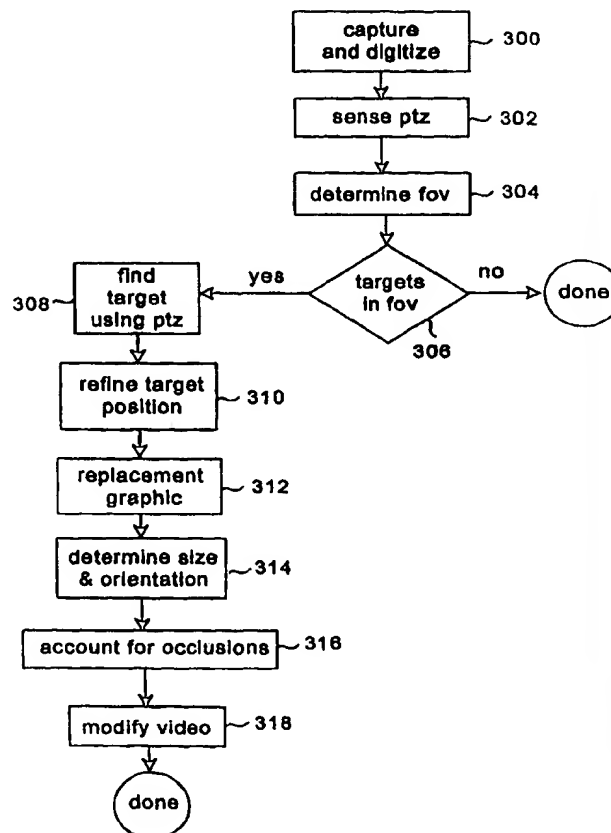 capture
and digitize
300
sense ptz
302
determine fov
304
targets
in fov
306
yes
no
done
find
target
using ptz
308
refine target
position
310
replacement
graphic
312
determine size
& orientation
314
account for occlusions
316
modify video
318
done